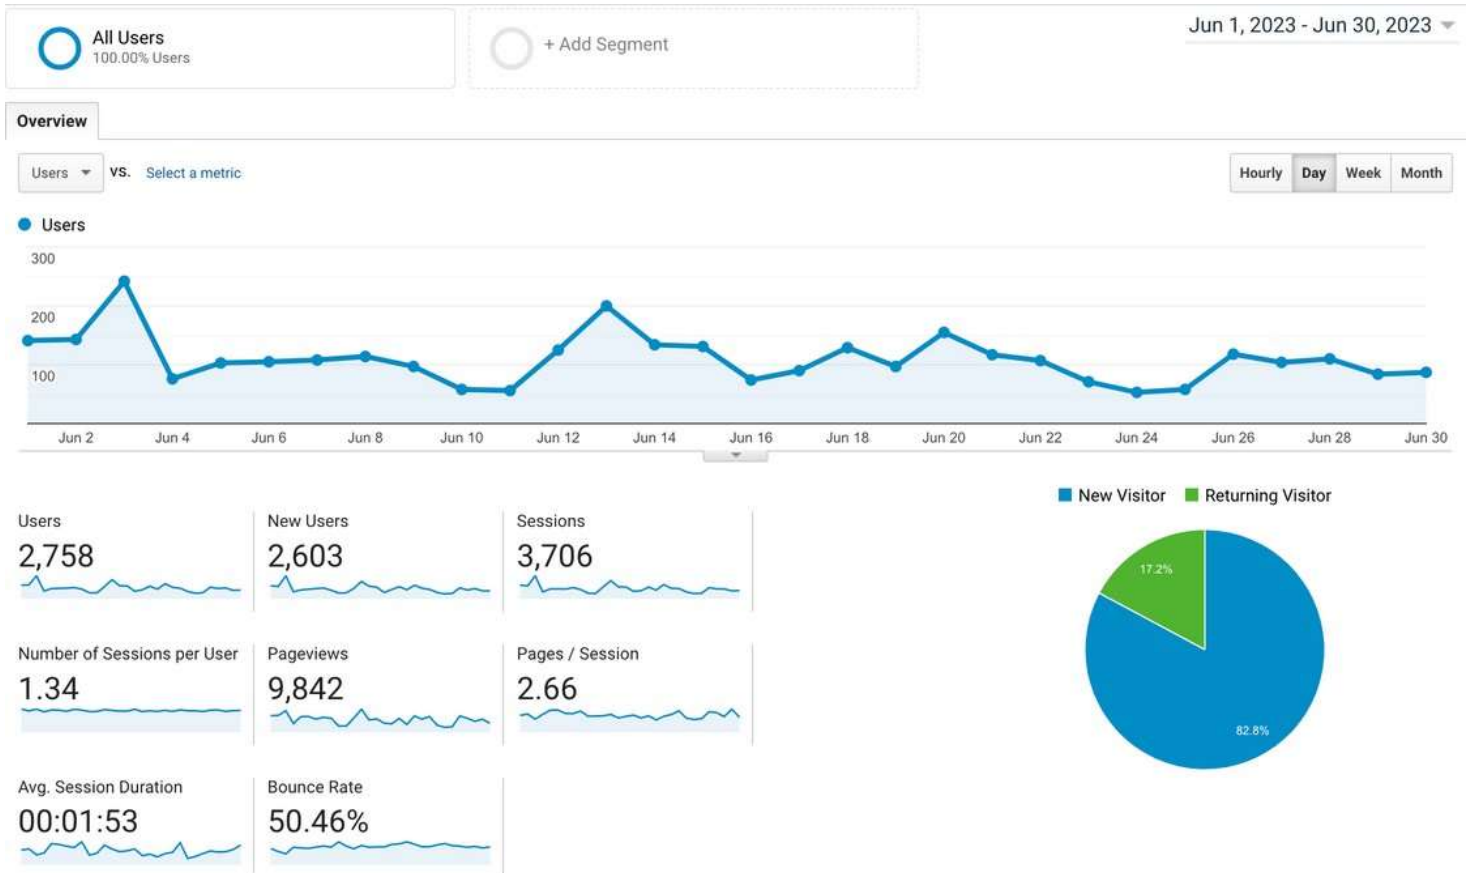 All Users
100.00% Users
+ Add Segment
Jun 1, 2023 - Jun 30, 2023
Overview
Users VS. Select a metric
Hourly Day Week Month
Users
300
200
100
Jun 2 Jun 4 Jun 6 Jun 8 Jun 10 Jun 12 Jun 14 Jun 16 Jun 18 Jun 20 Jun 22 Jun 24 Jun 26 Jun 28 Jun 30
New Visitor Returning Visitor
17.2%
82.8%
Users
2,758
New Users
2,603
Sessions
3,706
Number of Sessions per User
1.34
Pageviews
9,842
Pages / Session
2.66
Avg. Session Duration
00:01:53
Bounce Rate
50.46%